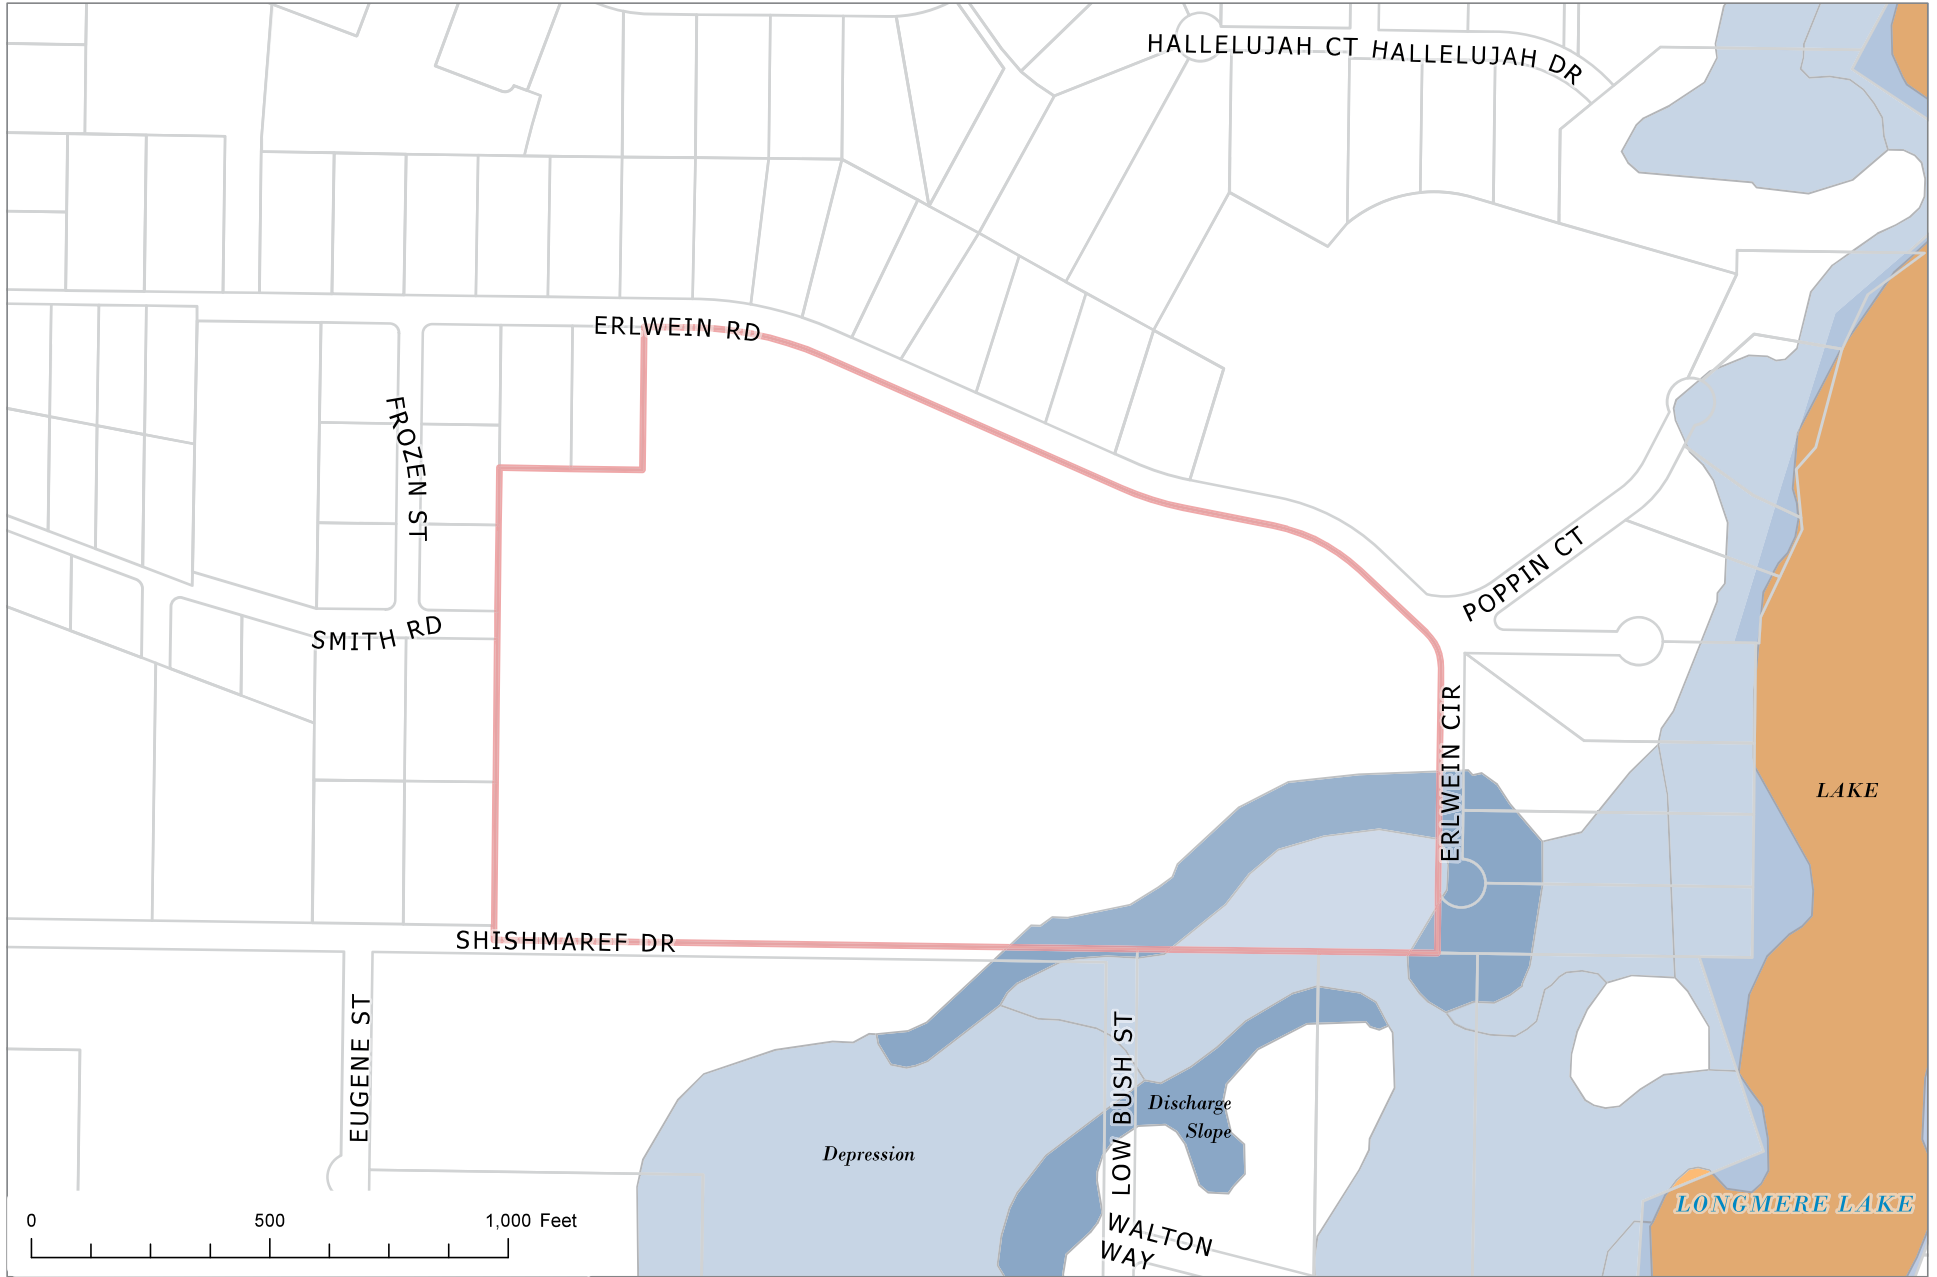 HALLELUJAH CT
HALLELUJAH DR
ERLWEIN RD
FROZEN ST
POPPIN CT
SMITH RD
ERLWEIN CIR
LAKE
SHISHMAREF DR
EUGENE ST
LOW BUSH ST
Discharge
Slope
Depression
LONGMERE LAKE
WALTON
WAY
0 500 1,000 Feet